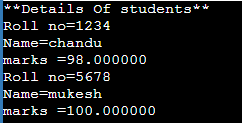 **Details Of students**
Roll no=1234
Name=chandu
marks =98.000000
Roll no=5678
Name=mukesh
marks =100.000000